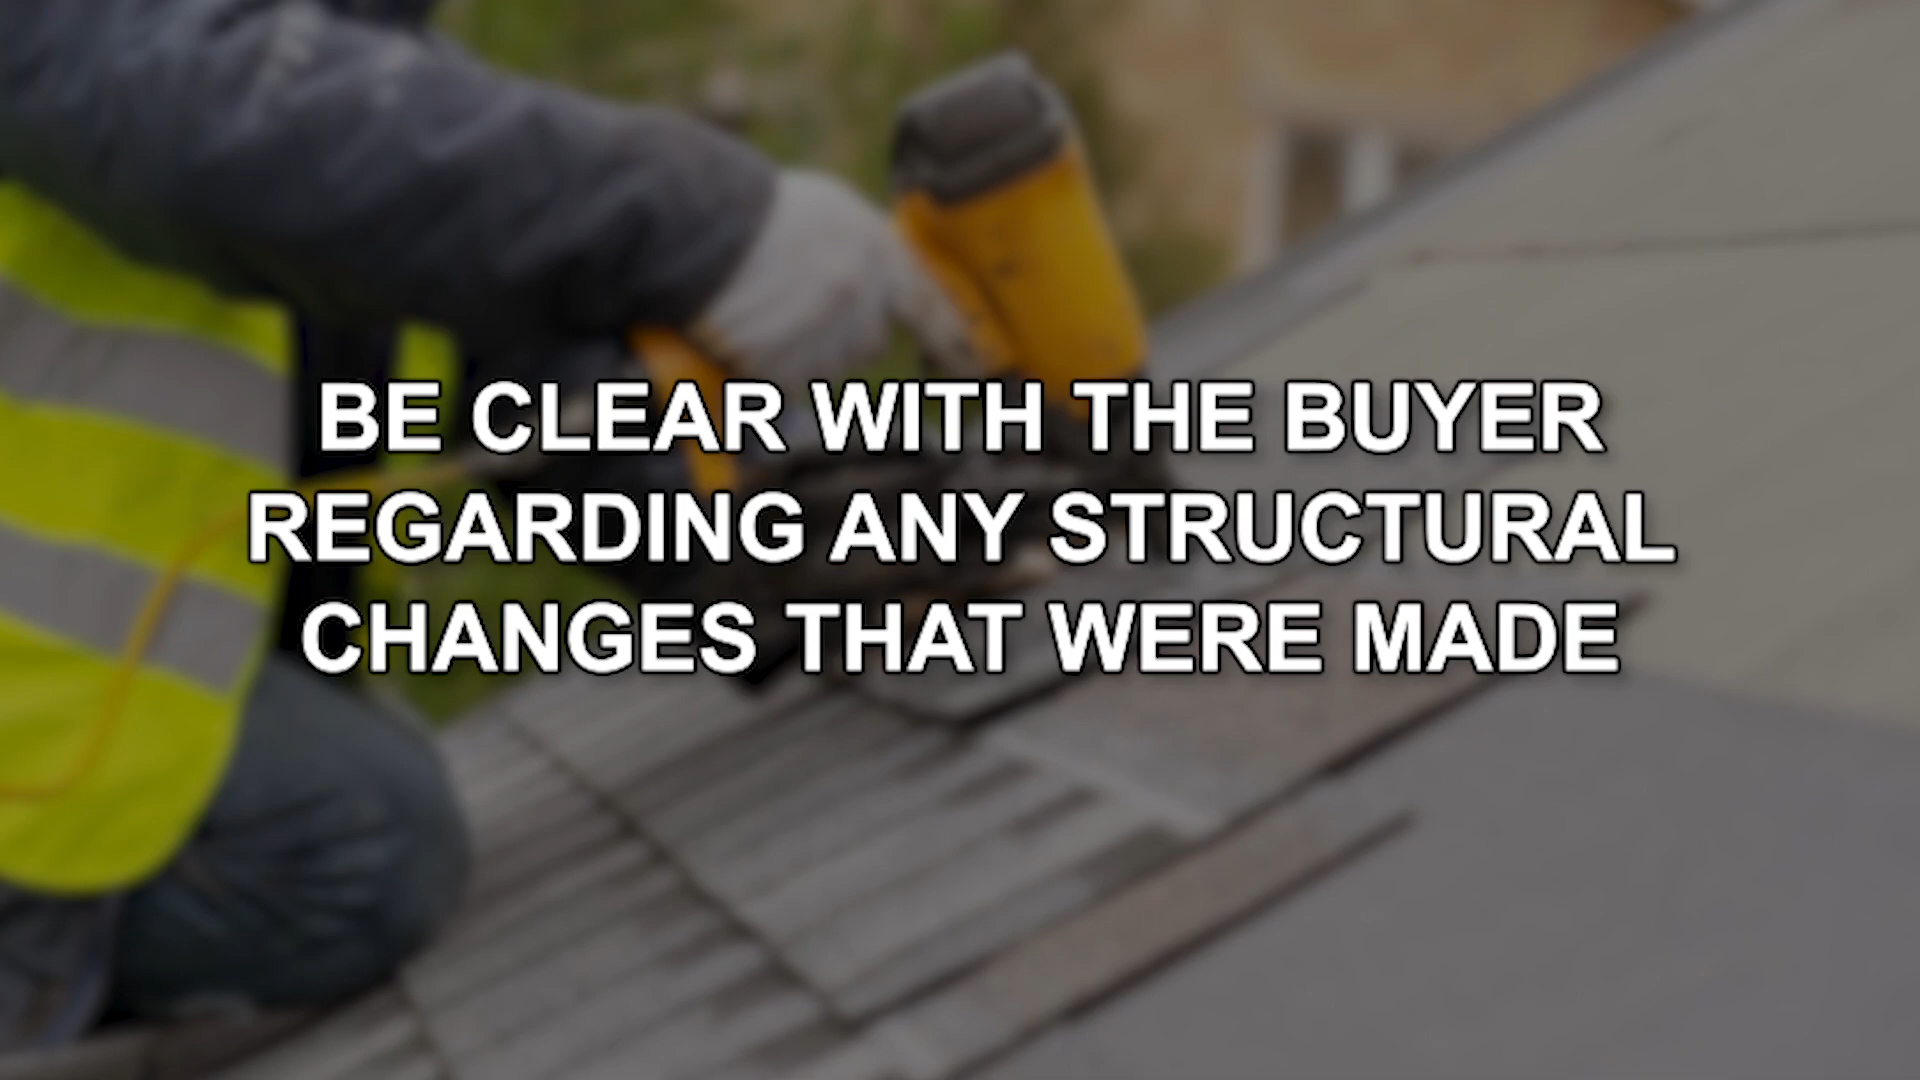 BE CLEAR WITH THE BUYER
REGARDING ANY STRUCTURAL
CHANGES THAT WERE MADE